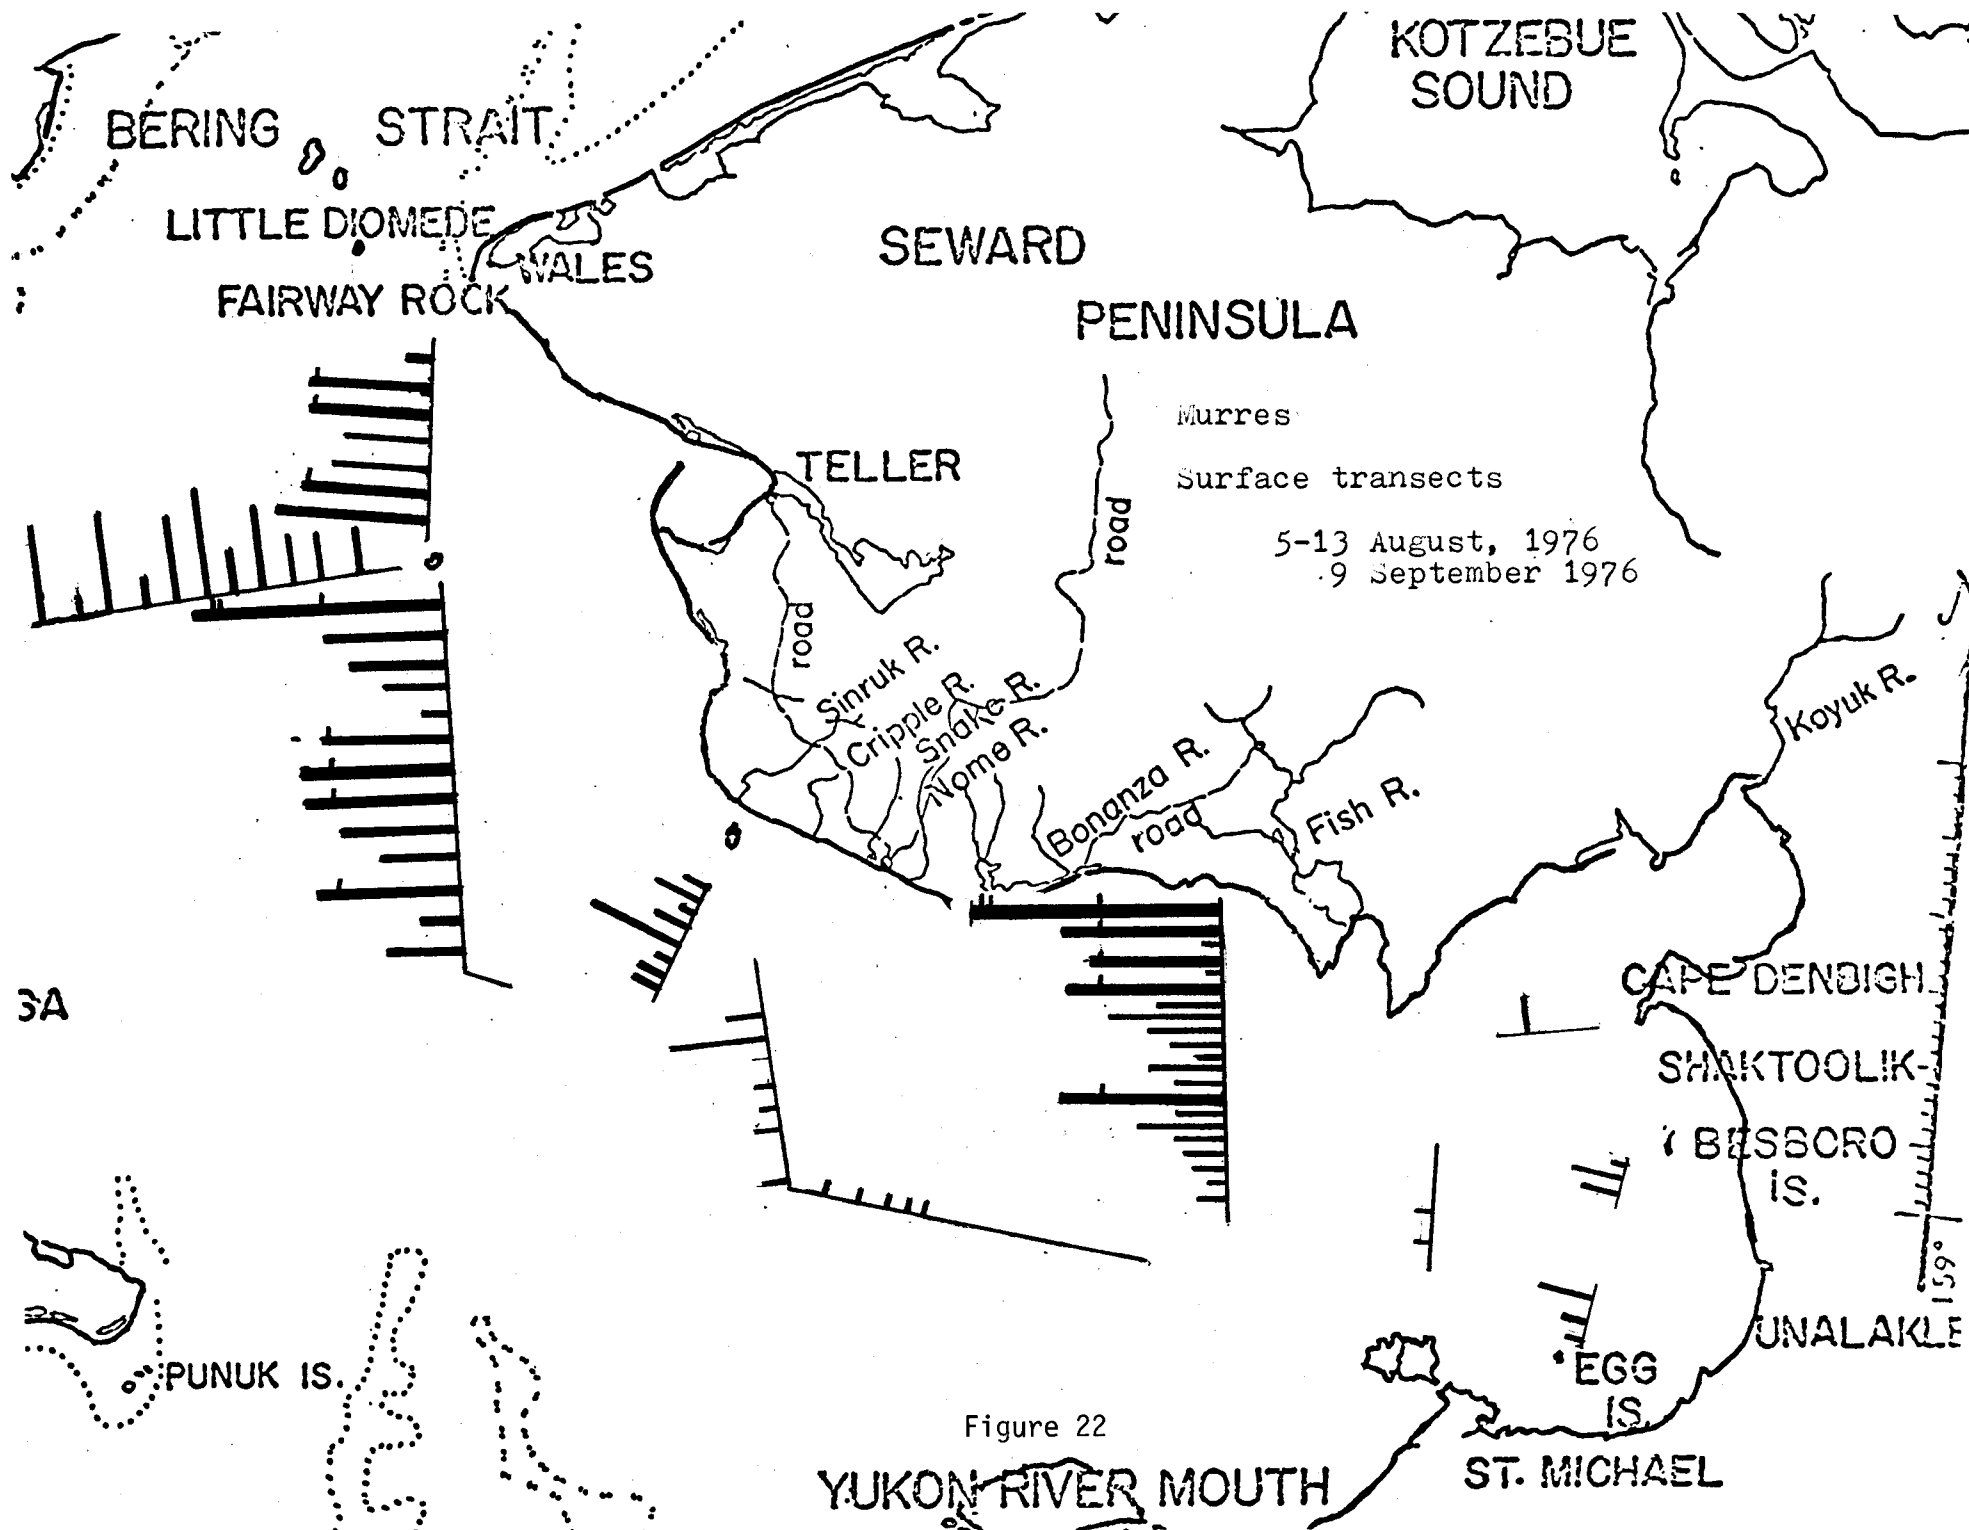 KOTZEBUE
SOUND
BERING STRAIT
LITTLE DIOMEDE
WALES
SEWARD
FAIRWAY ROCK
PENINSULA
Murres
TELLER
Surface transects
road
5-13 August, 1976
9 September 1976
road
Sinruk R.
Cripple R.
Snake R.
Nome R.
Koyuk R.
Bonanza R.
road
Fish R.
CAPE DENBIGH
SHAKTOOLIK
BESBORO
IS.
159°
UNALAKLE
PUNUK IS.
EGG
IS.
Figure 22
YUKON RIVER MOUTH
ST. MICHAEL